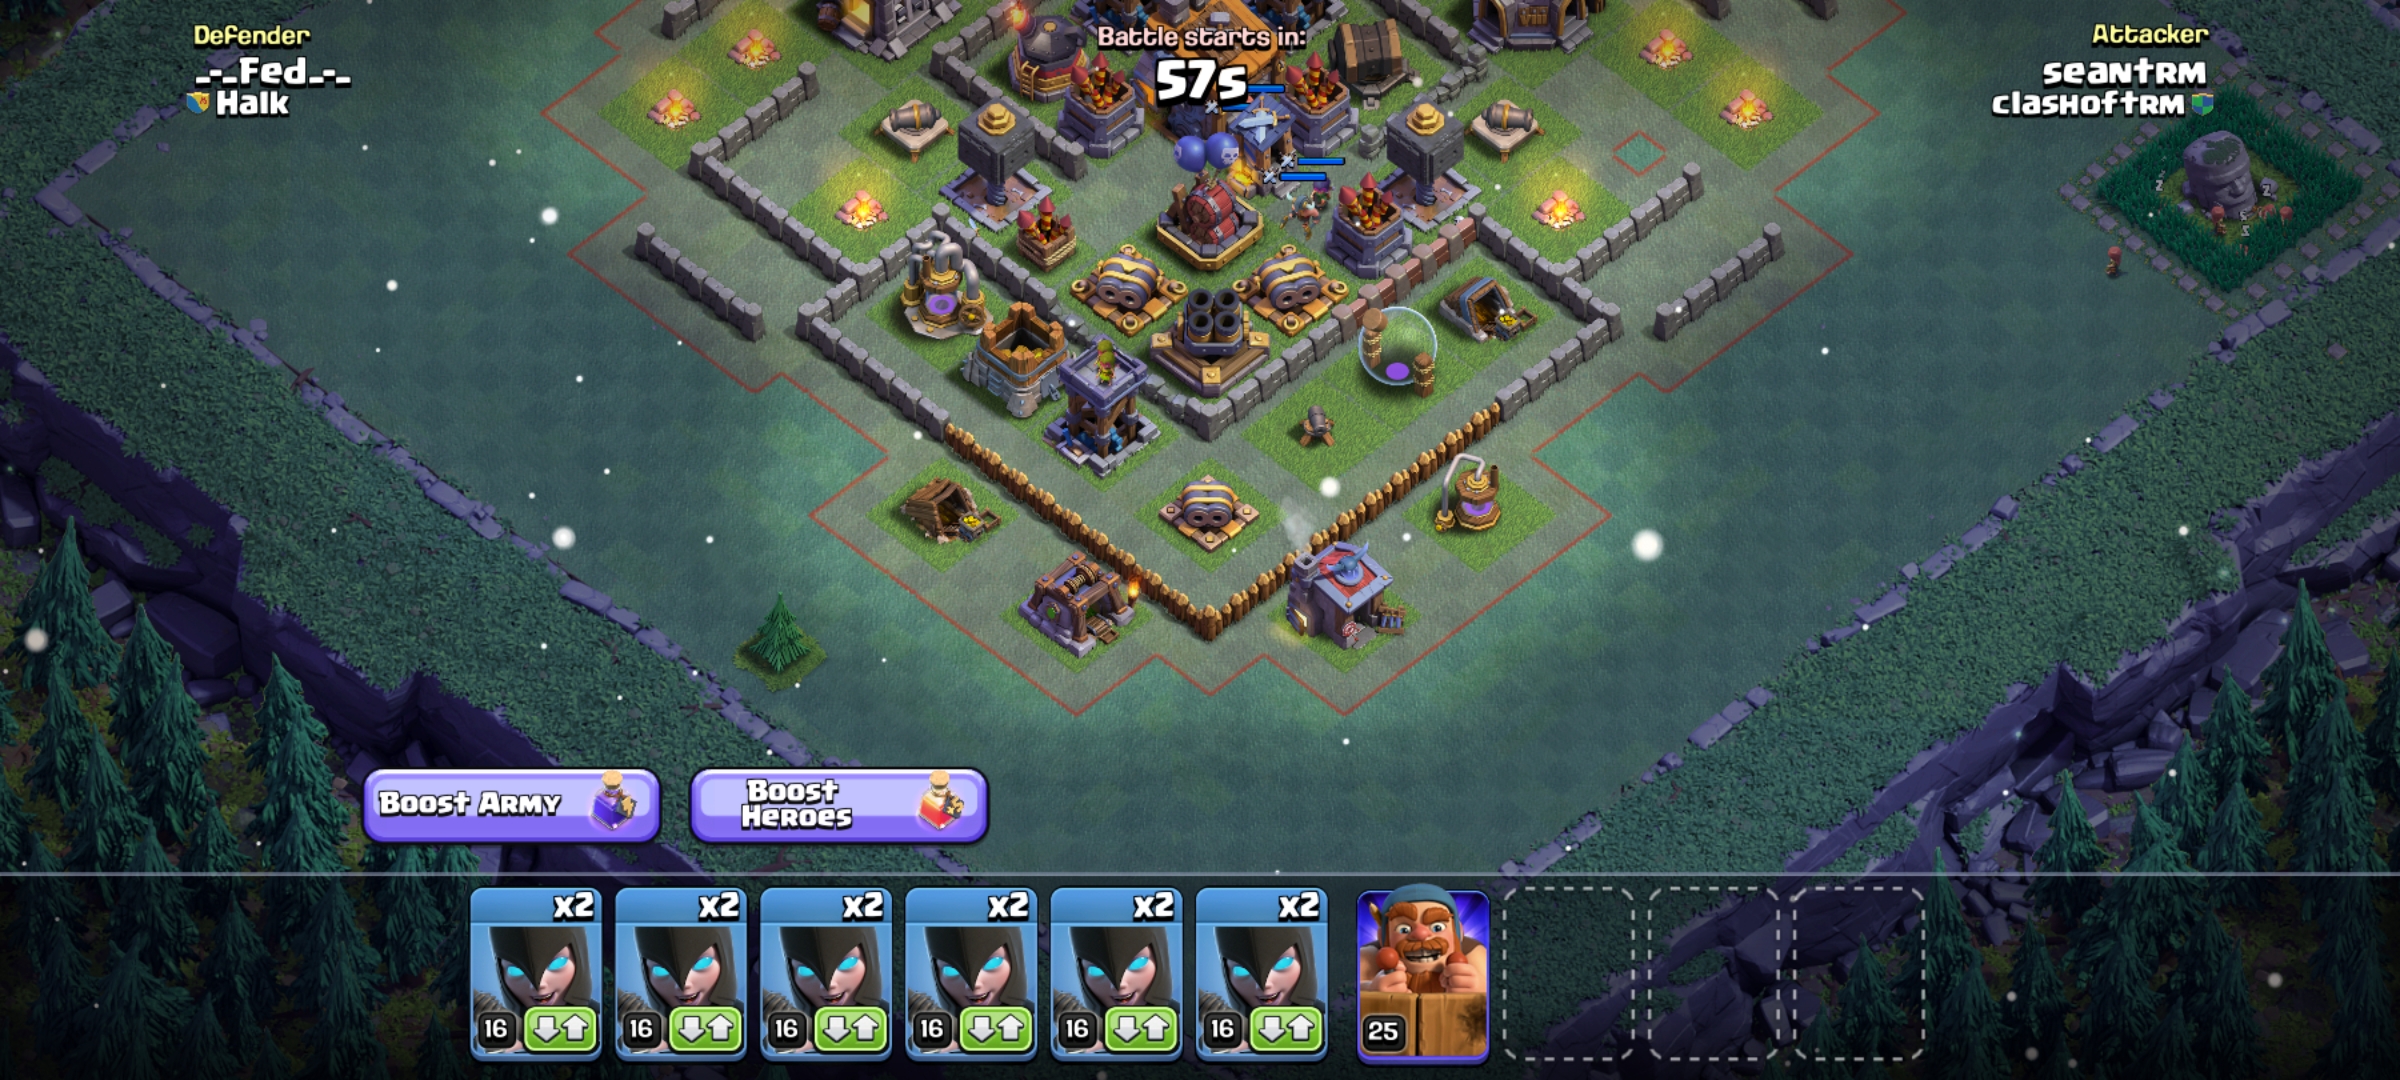 Defender
_-_Fed_-_
Halk
Battle starts in:
57s
Attacker
seantRM
clashoftRM
Boost Army
Boost
Heroes
x2
x2
x2
x2
x2
x2
16
16
16
16
16
16
25